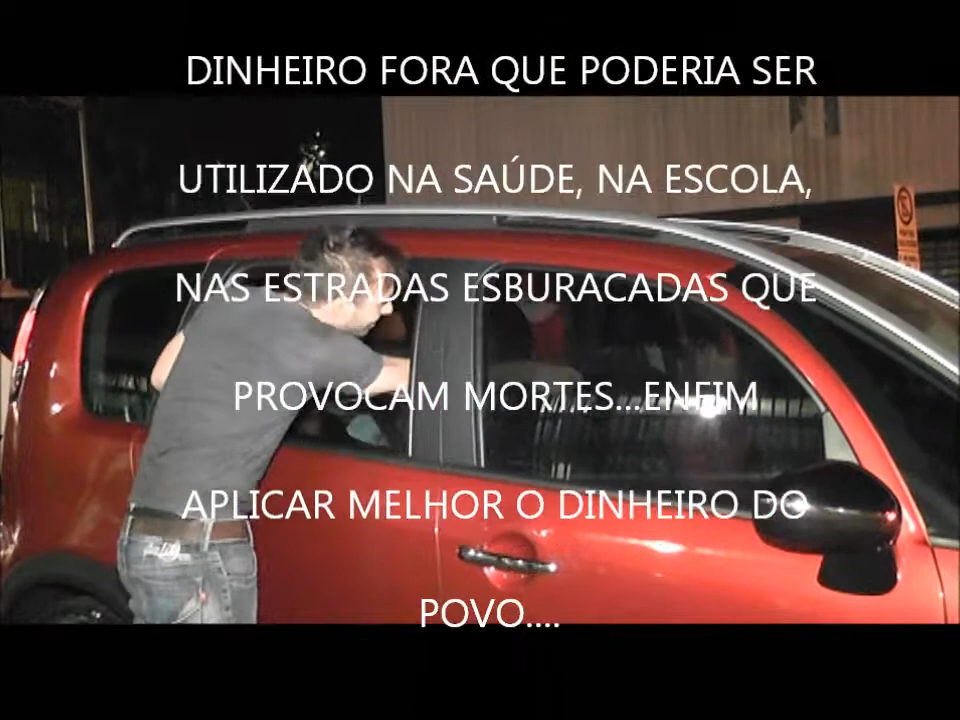 DINHEIRO FORA QUE PODERIA SER
UTILIZADO NA SAÚDE, NA ESCOLA,
NAS ESTRADAS ESBURACADAS QUE
PROVOCAM MORTES...ENFIM
APLICAR MELHOR O DINHEIRO DO
POVO....